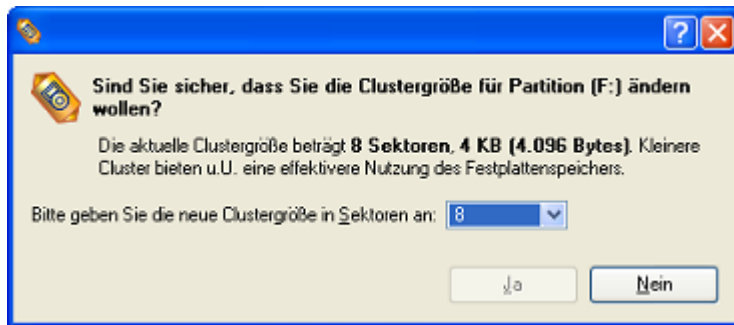 Sind Sie sicher, dass Sie die Clustergröße für Partition (F:) ändern
wollen?
Die aktuelle Clustergröße beträgt 8 Sektoren, 4 KB (4.096 Bytes). Kleinere
Cluster bieten u.U. eine effektivere Nutzung des Festplattenspeichers.
Bitte geben Sie die neue Clustergröße in Sektoren an: 8
Ja Nein